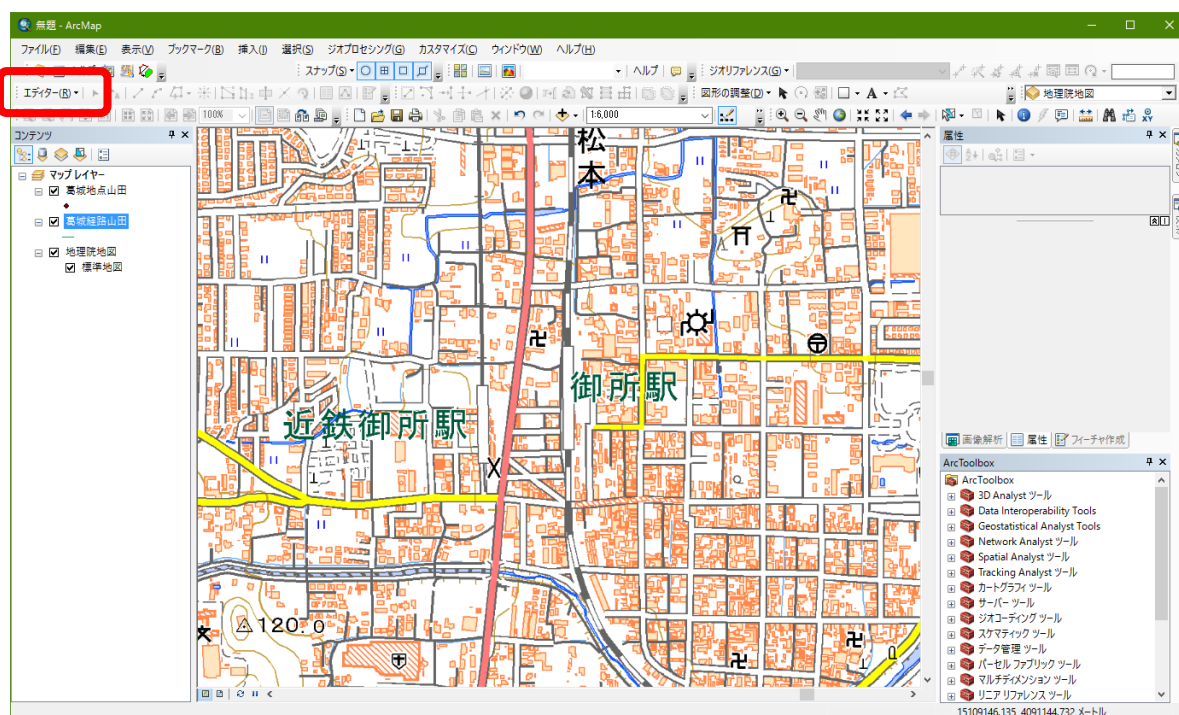 無題 - ArcMap
ファイル(F) 編集(E) 表示(V) ブックマーク(B) 挿入(I) 選択(S) ジオプロセシング(G) カスタマイズ(C) ウィンドウ(W) ヘルプ(H)
スナップ(S) ヘルプ ジオリファレンス(G)
エディター(R) 図形の調整(D) A 地理院地図
100% 1:6,000
コンテンツ
マップ レイヤー
葛城地点山田
葛城経路山田
地理院地図
標準地図
松本
御所駅
近鉄御所駅
120.0
属性
画像解析 属性 フィーチャ作成
ArcToolbox
ArcToolbox
3D Analyst ツール
Data Interoperability Tools
Geostatistical Analyst Tools
Network Analyst ツール
Spatial Analyst ツール
Tracking Analyst ツール
カートグラフィ ツール
サーバー ツール
ジオコーディング ツール
スケマティック ツール
データ管理 ツール
パーセル ファブリック ツール
マルチディメンション ツール
リニア リファレンス ツール
15109146.135 4091144.732 メートル